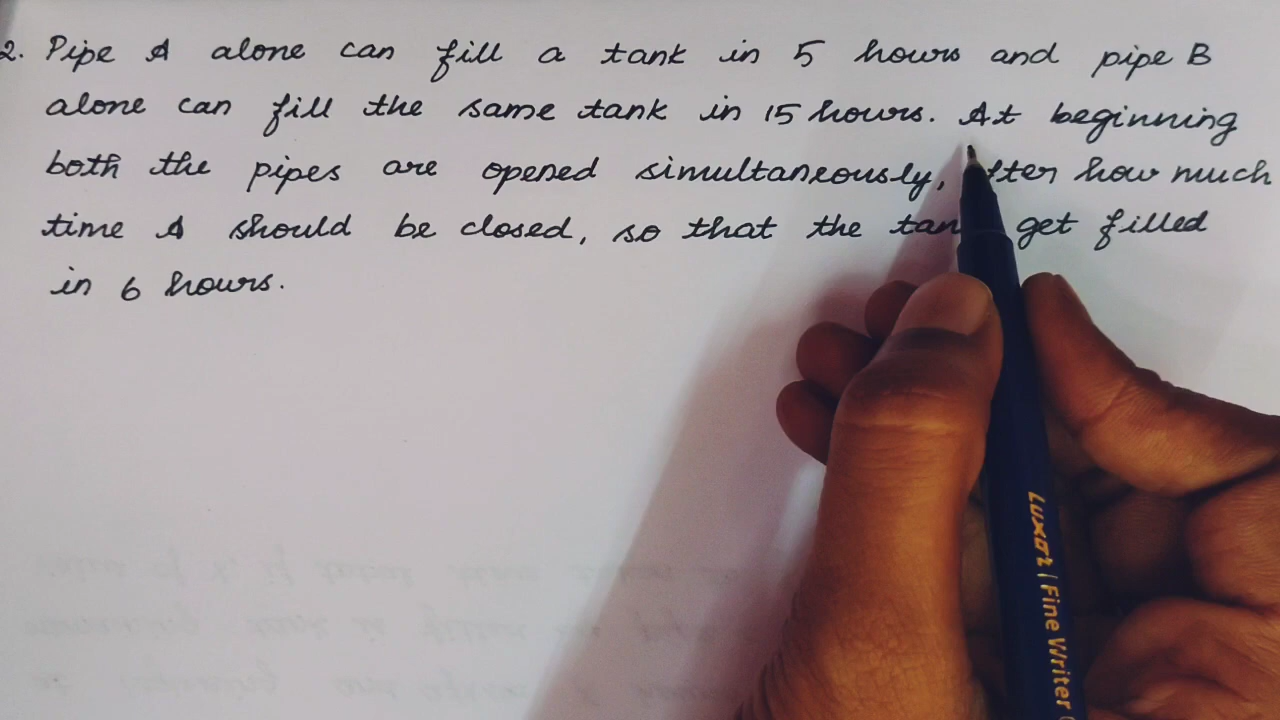 2. Pipe A alone can fill a tank in 5 hours and pipe B
alone can fill the same tank in 15 hours. At beginning
both the pipes are opened simultaneously, how much
time A should be closed, so that the get filled
in 6 hours.
Luxor | Fine Writer